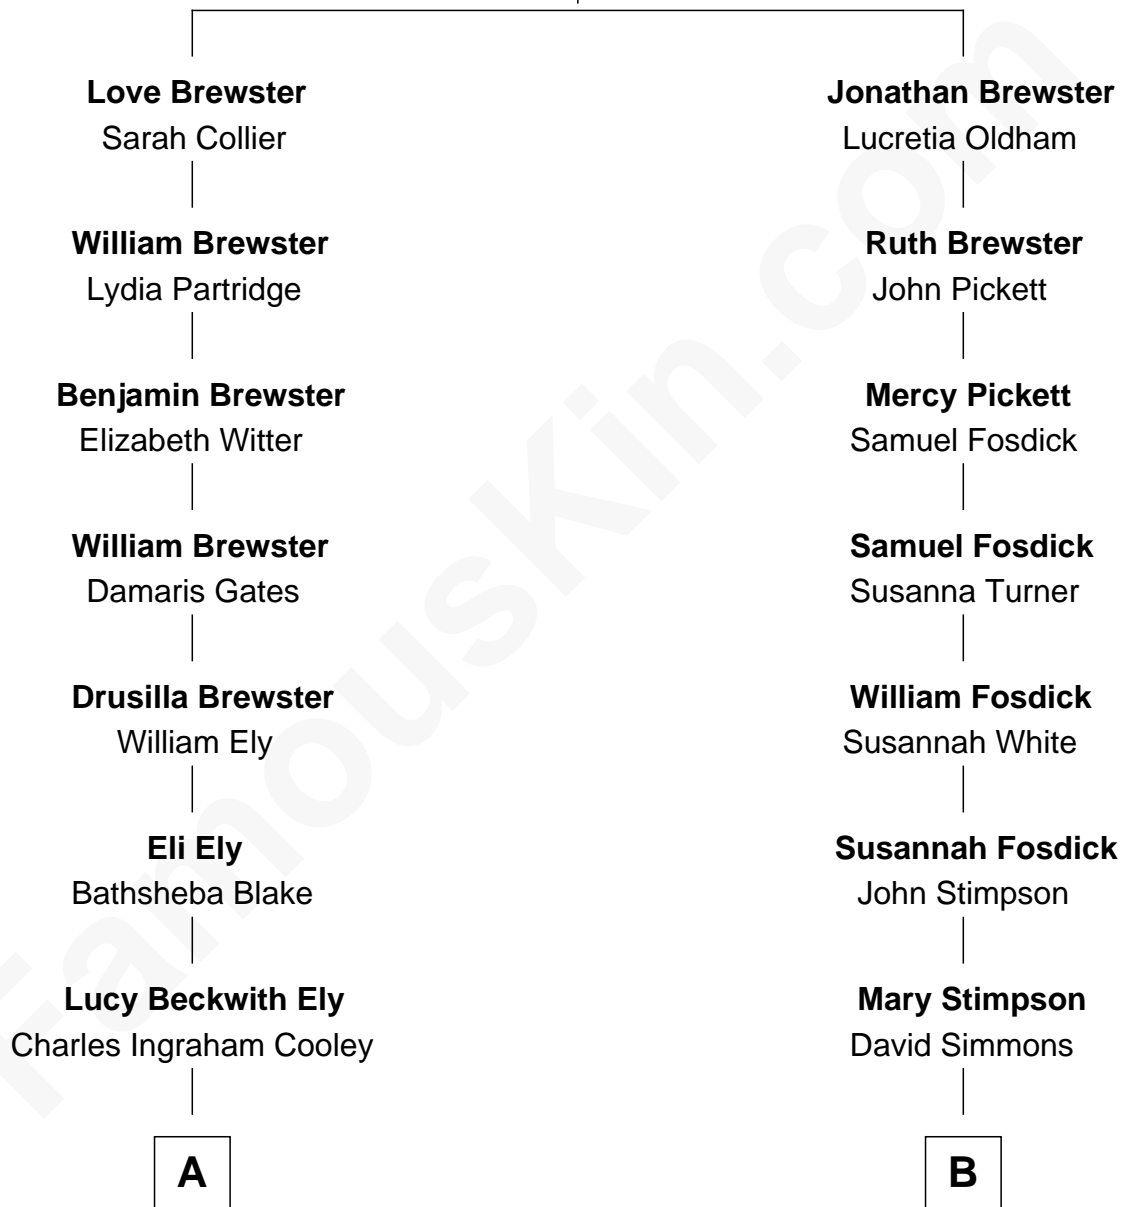 Love Brewster
Sarah Collier
William Brewster
Lydia Partridge
Benjamin Brewster
Elizabeth Witter
William Brewster
Damaris Gates
Drusilla Brewster
William Ely
Eli Ely
Bathsheba Blake
Lucy Beckwith Ely
Charles Ingraham Cooley
A
Jonathan Brewster
Lucretia Oldham
Ruth Brewster
John Pickett
Mercy Pickett
Samuel Fosdick
Samuel Fosdick
Susanna Turner
William Fosdick
Susannah White
Susannah Fosdick
John Stimpson
Mary Stimpson
David Simmons
B
FamousKin.com